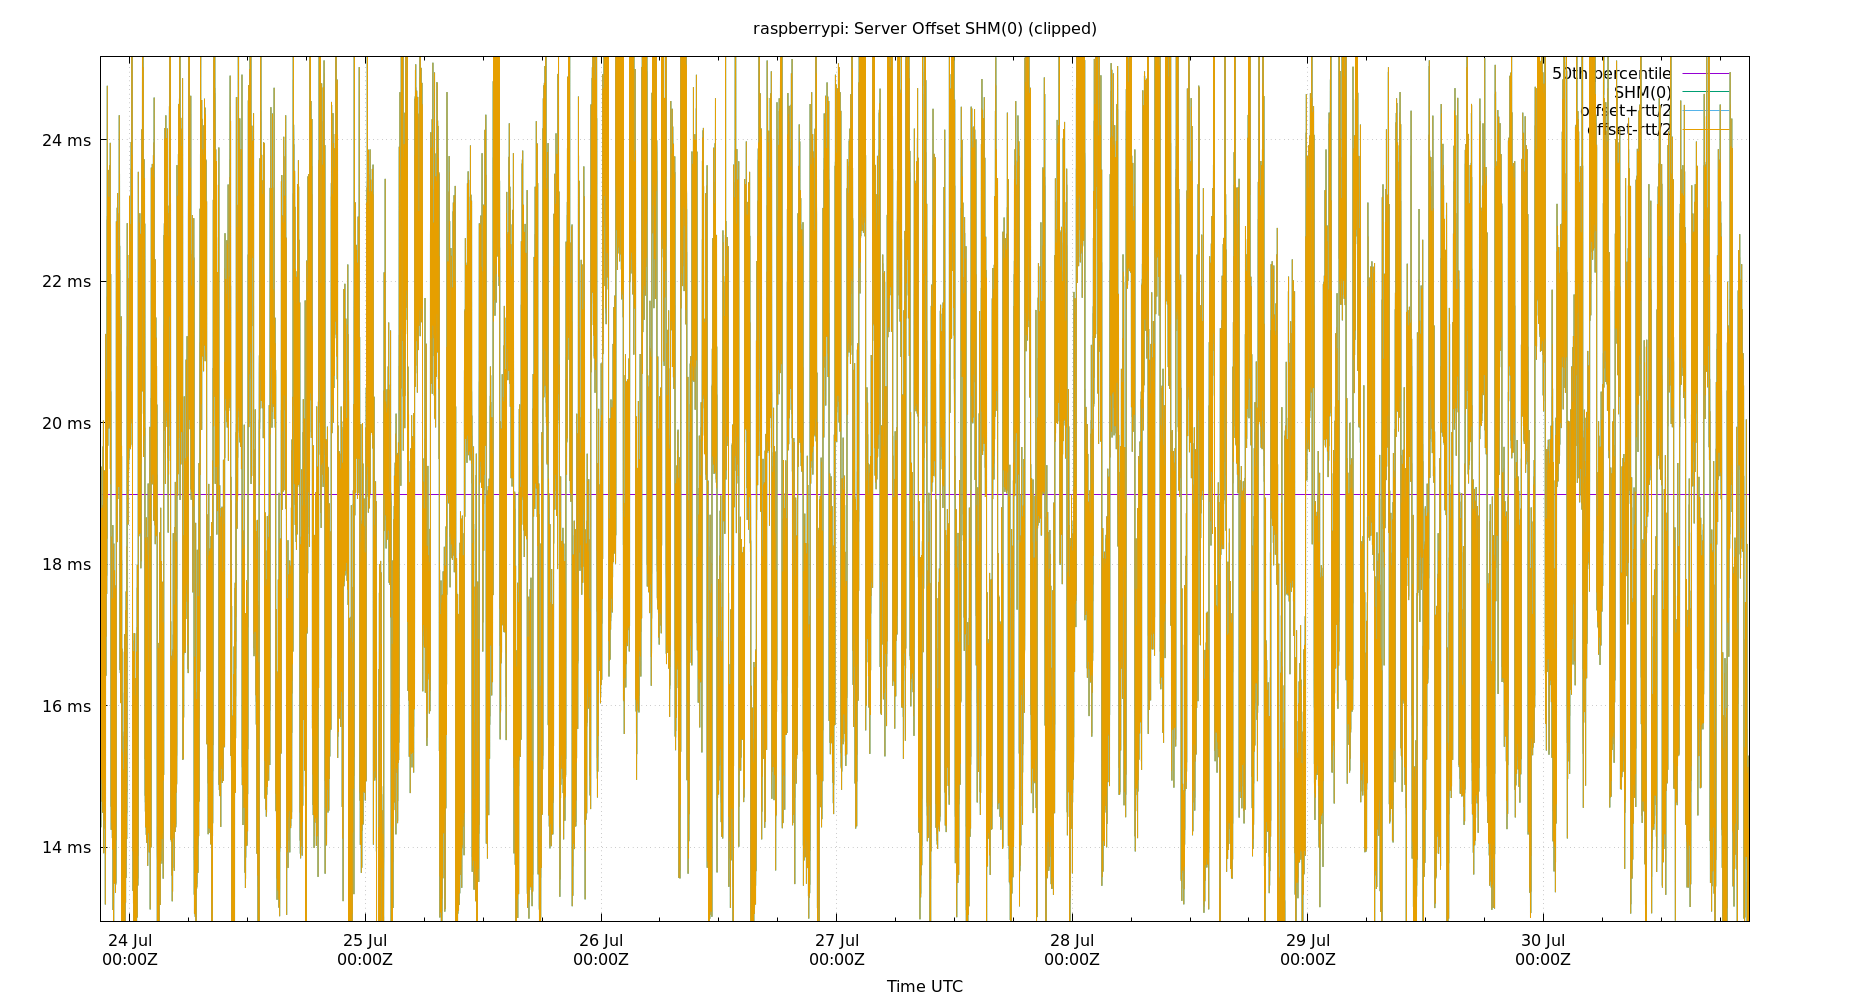 raspberrypi: Server Offset SHM(0) (clipped)
50th percentile
SHM(0)
offset+rtt/2
offset-rtt/2
24 ms
22 ms
20 ms
18 ms
16 ms
14 ms
24 Jul 25 Jul 26 Jul 27 Jul 28 Jul 29 Jul 30 Jul
00:00Z 00:00Z 00:00Z 00:00Z 00:00Z 00:00Z 00:00Z
Time UTC